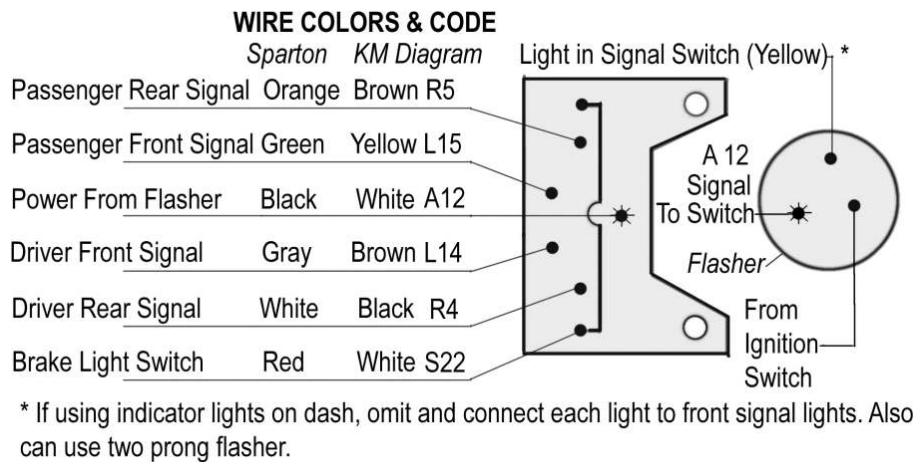 WIRE COLORS & CODE
Sparton KM Diagram
Light in Signal Switch (Yellow) *
Passenger Rear Signal Orange Brown R5
Passenger Front Signal Green Yellow L15
Power From Flasher Black White A12
Driver Front Signal Gray Brown L14
Driver Rear Signal White Black R4
Brake Light Switch Red White S22
A 12
Signal
To Switch
Flasher
From
Ignition
Switch
* If using indicator lights on dash, omit and connect each light to front signal lights. Also
can use two prong flasher.